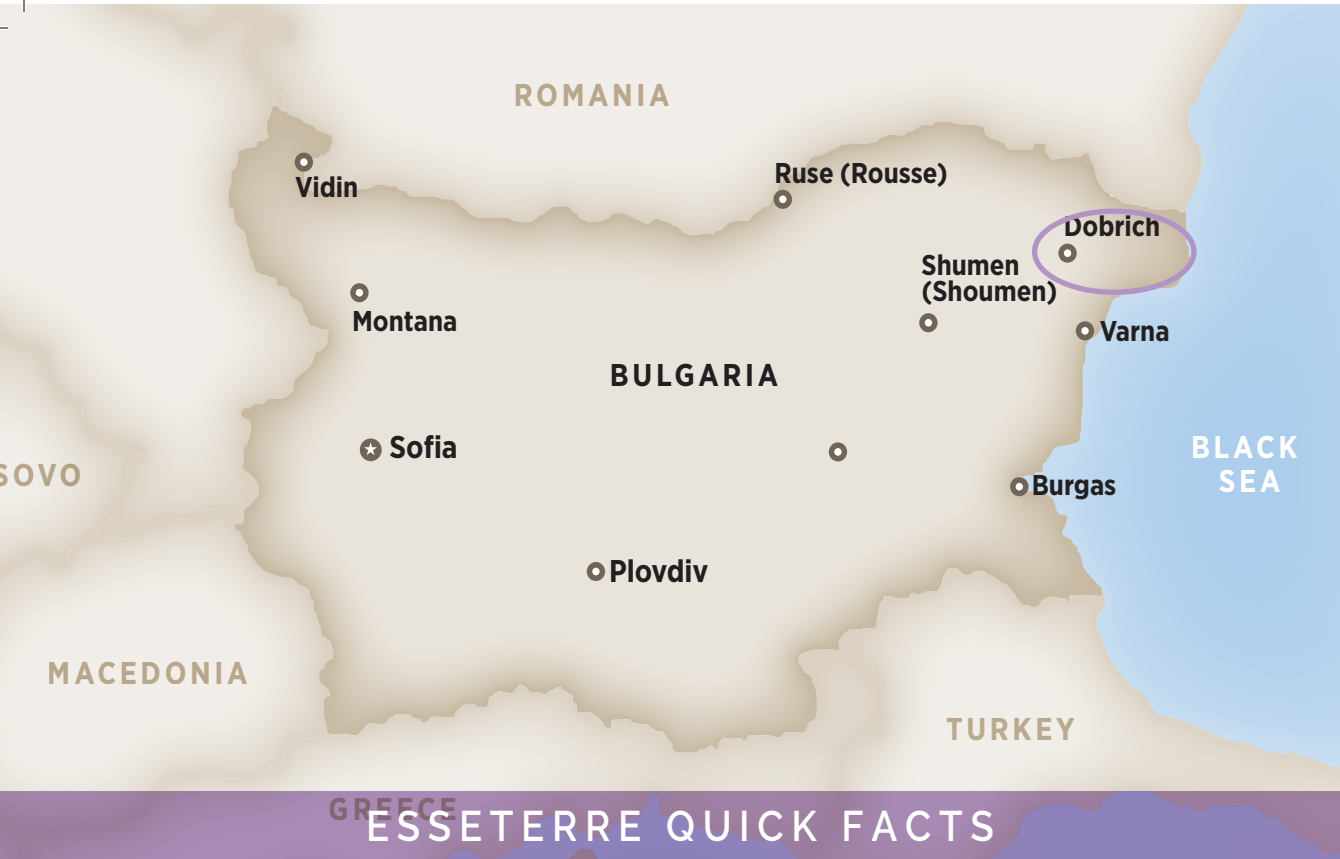 ROMANIA
Vidin
Ruse (Rousse)
Dobrich
Shumen
(Shoumen)
Montana
Varna
BULGARIA
Sofia
BLACK
SEA
SOVO
Burgas
Plovdiv
MACEDONIA
TURKEY
GREECE
ESSETERRE QUICK FACTS